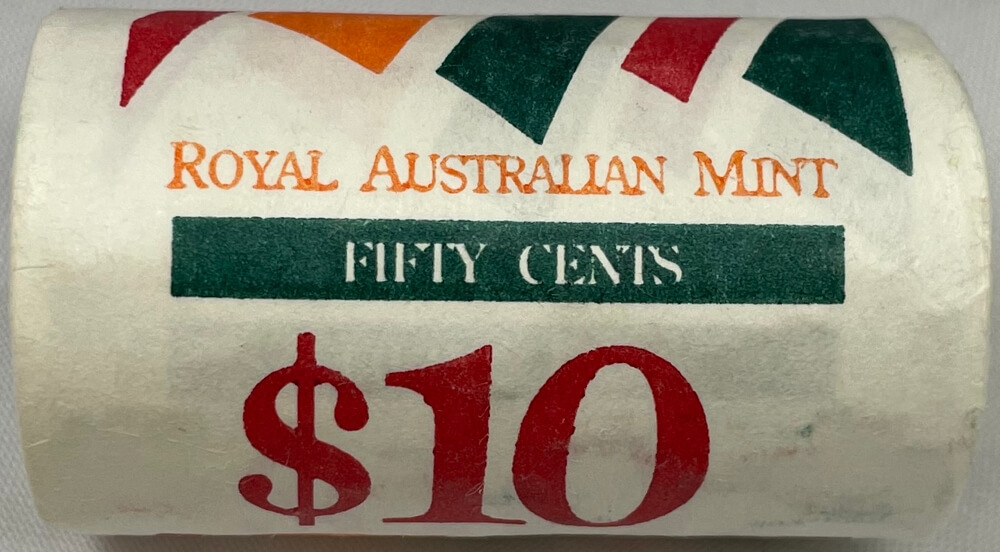 ROYAL AUSTRALIAN MINT
FIFTY CENTS
$10